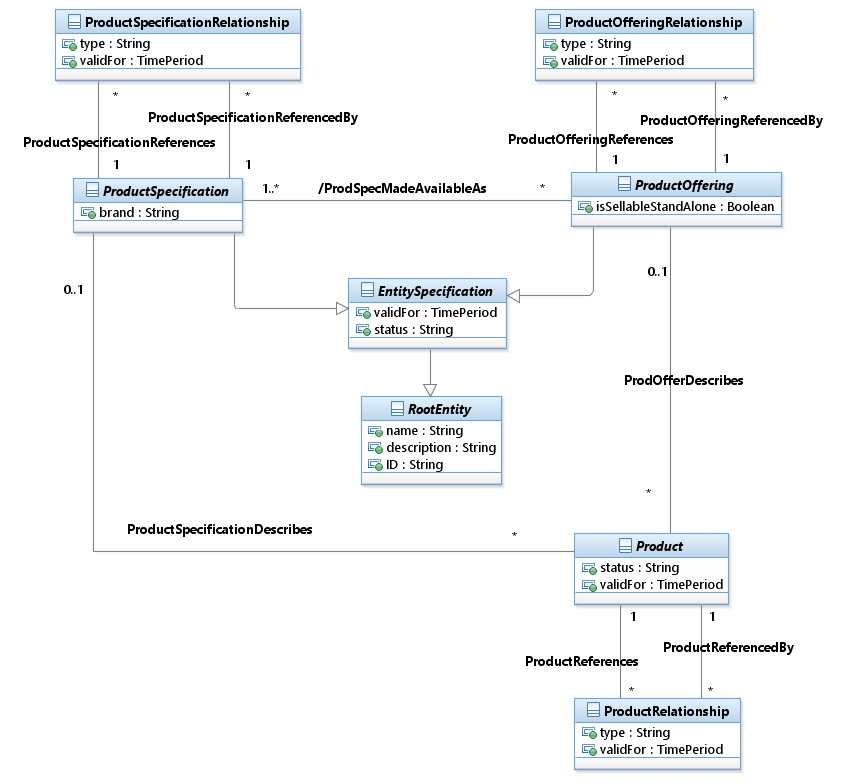 ProductSpecificationRelationship
type : String
validFor : TimePeriod
ProductOfferingRelationship
type : String
validFor : TimePeriod
*
*
ProductSpecificationReferencedBy
ProductSpecificationReferences
1
1
*
*
ProductOfferingReferencedBy
ProductOfferingReferences
1
1
ProductSpecification
brand : String
1..*
/ProdSpecMadeAvailableAs
*
ProductOffering
isSellableStandAlone : Boolean
0..1
0..1
EntitySpecification
validFor : TimePeriod
status : String
ProdOfferDescribes
RootEntity
name : String
description : String
ID : String
*
ProductSpecificationDescribes
*
Product
status : String
validFor : TimePeriod
1
1
ProductReferencedBy
ProductReferences
*
*
ProductRelationship
type : String
validFor : TimePeriod